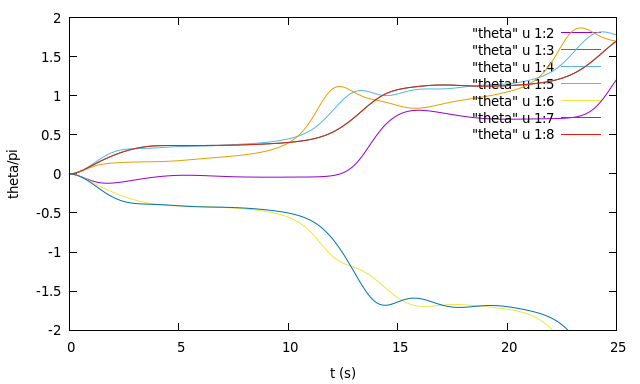 2
1.5
1
0.5
0
-0.5
-1
-1.5
-2
theta/pi
"theta" u 1:2
"theta" u 1:3
"theta" u 1:4
"theta" u 1:5
"theta" u 1:6
"theta" u 1:7
"theta" u 1:8
0 5 10 15 20 25
t (s)